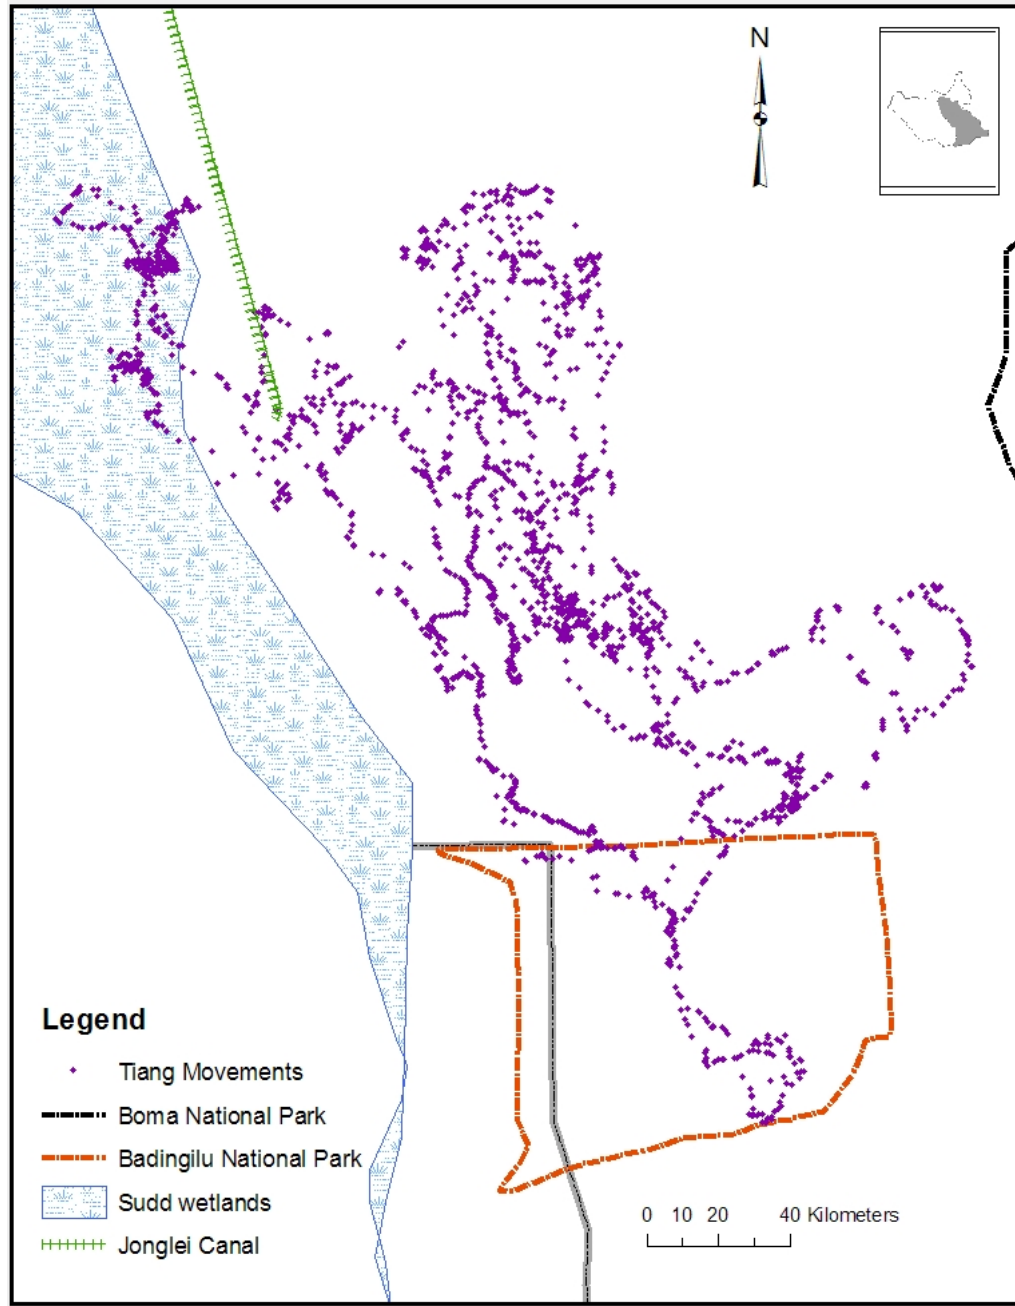 N
Legend
Tiang Movements
Boma National Park
Badingilu National Park
Sudd wetlands
Jonglei Canal
0 10 20 40 Kilometers